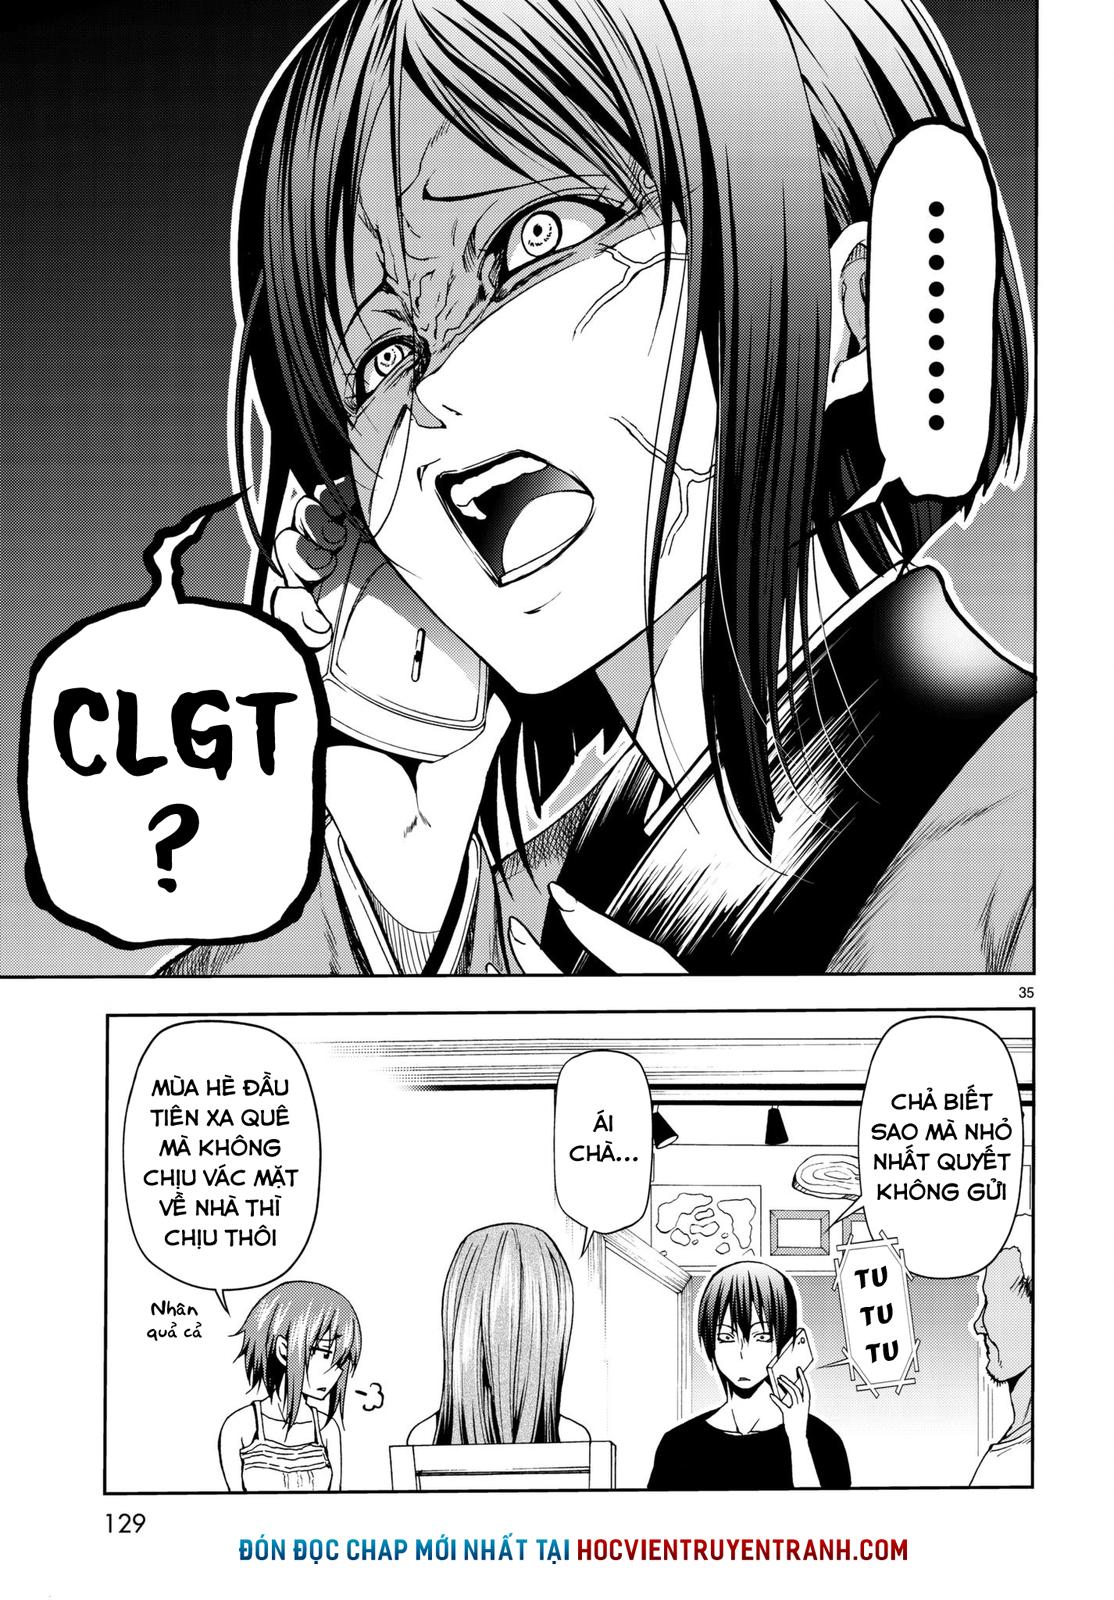 .........
CLGT
?
35
CHẢ BIẾT
SAO MÀ NHỎ
NHẤT QUYẾT
KHÔNG GỬI
TU
TU
TU
ÁI
CHÀ...
MÙA HÈ ĐẦU
TIÊN XA QUÊ
MÀ KHÔNG
CHỊU VÁC MẶT
VỀ NHÀ THÌ
CHỊU THÔI
Nhân
quả cả
129
ĐÓN ĐỌC CHAP MỚI NHẤT TẠI HOCVIENTRUYENTRANH.COM